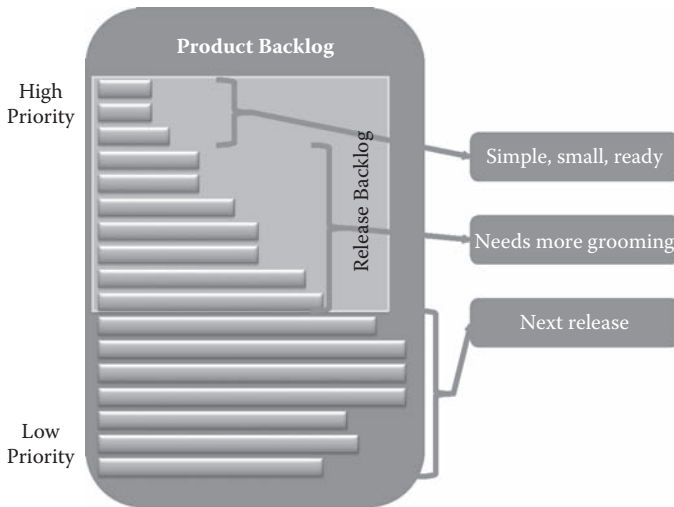 Product Backlog
High
Priority
Release Backlog
Simple, small, ready
Needs more grooming
Next release
Low
Priority